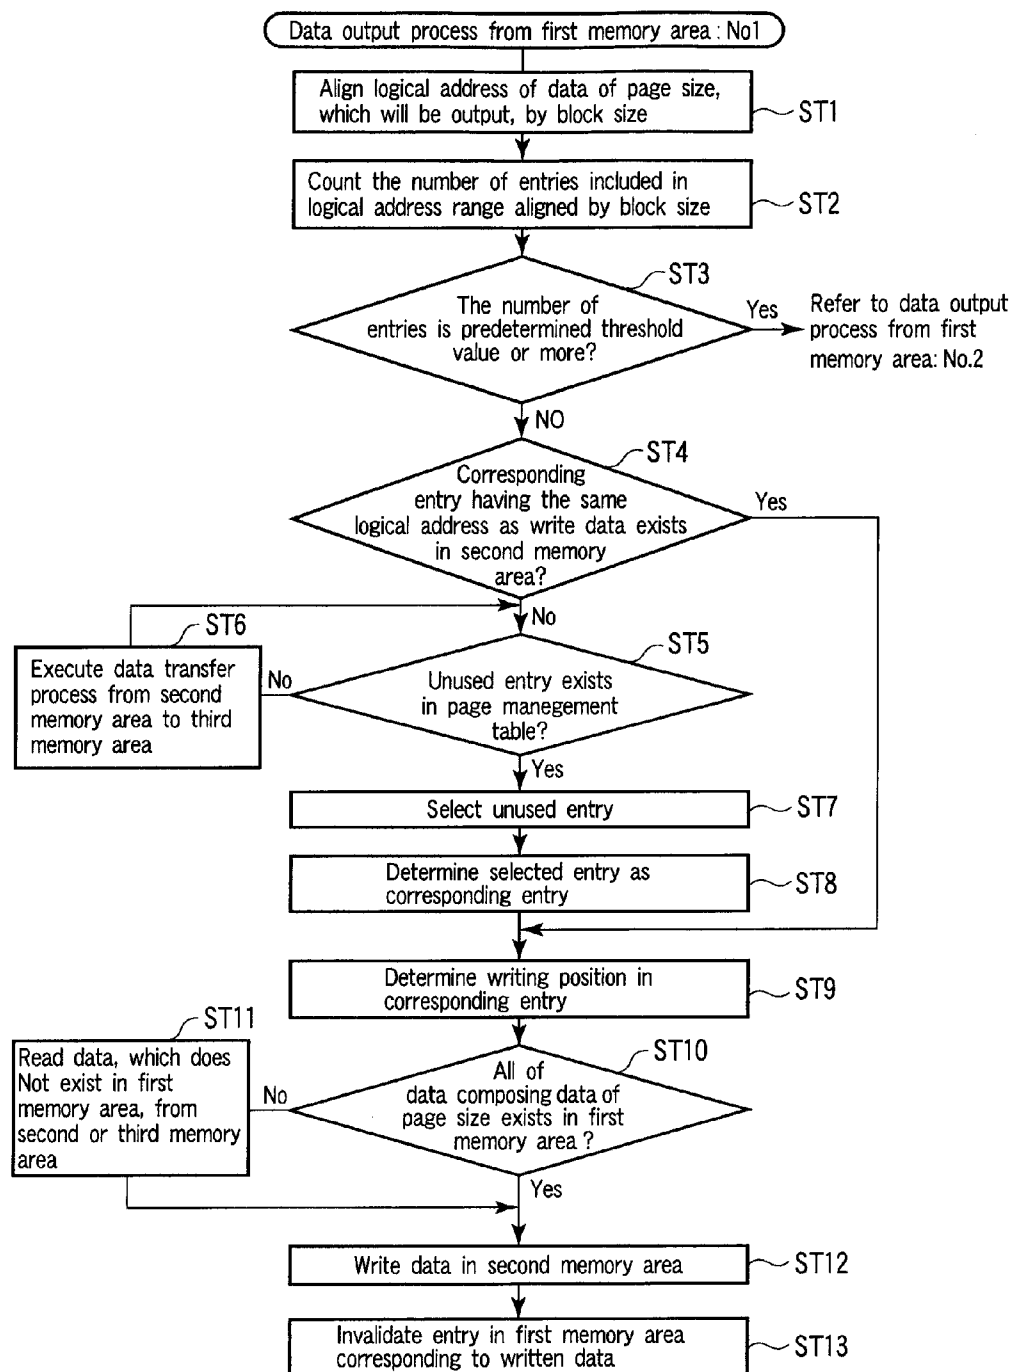 Data output process from first memory area : No1
Align logical address of data of page size,
which will be output, by block size
ST1
Count the number of entries included in
logical address range aligned by block size
ST2
ST3
The number of
entries is predetermined threshold
value or more?
Yes
Refer to data output
process from first
memory area: No.2
NO
ST4
Corresponding
entry having the same
logical address as write data exists
in second memory
area?
Yes
No
ST6
Execute data transfer
process from second
memory area to third
memory area
No
ST5
Unused entry exists
in page manegement
table?
Yes
Select unused entry
ST7
Determine selected entry as
corresponding entry
ST8
Determine writing position in
corresponding entry
ST9
ST11
Read data, which does
Not exist in first
memory area, from
second or third memory
area
No
ST10
All of
data composing data of
page size exists in first
memory area ?
Yes
Write data in second memory area
ST12
Invalidate entry in first memory area
corresponding to written data
ST13